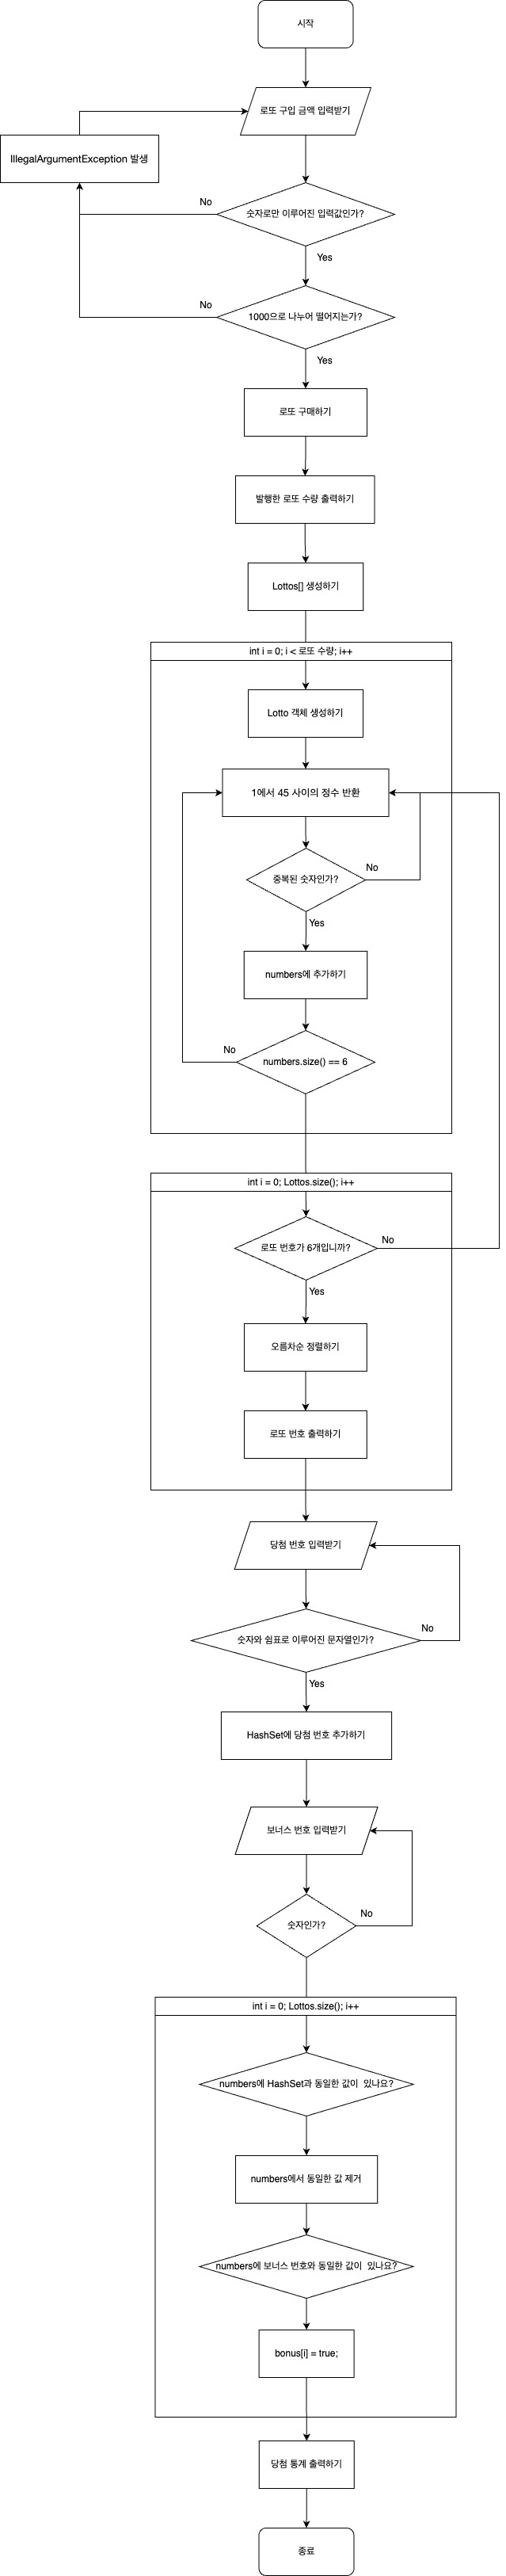 시작
로또 구입 금액 입력받기
IllegalArgumentException 발생
No
숫자로만 이루어진 입력값인가?
Yes
No
1000으로 나누어 떨어지는가?
Yes
로또 구매하기
발행한 로또 수량 출력하기
Lottos[] 생성하기
int i = 0; i < 로또 수량; i++
Lotto 객체 생성하기
1에서 45 사이의 정수 반환
중복된 숫자인가?
No
Yes
numbers에 추가하기
No
numbers.size() == 6
int i = 0; Lottos.size(); i++
로또 번호가 6개입니까?
No
Yes
오름차순 정렬하기
로또 번호 출력하기
당첨 번호 입력받기
숫자와 쉼표로 이루어진 문자열인가?
No
Yes
HashSet에 당첨 번호 추가하기
보너스 번호 입력받기
숫자인가?
No
int i = 0; Lottos.size(); i++
numbers에 HashSet과 동일한 값이 있나요?
numbers에서 동일한 값 제거
numbers에 보너스 번호와 동일한 값이 있나요?
bonus[i] = true;
당첨 통계 출력하기
종료